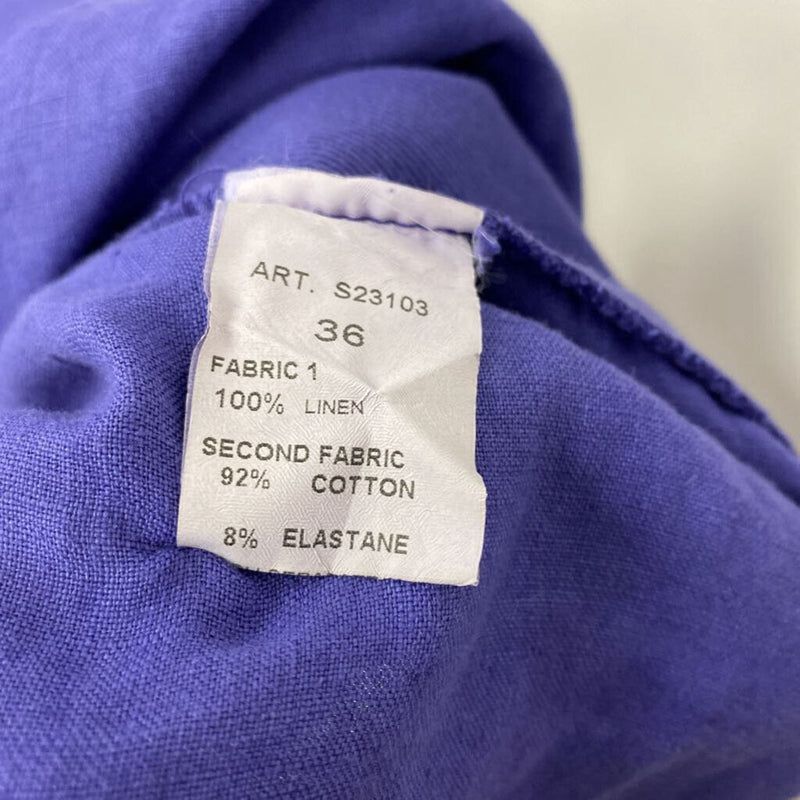 ART. S23103
36
FABRIC 1
100% LINEN
SECOND FABRIC
92% COTTON
8% ELASTANE